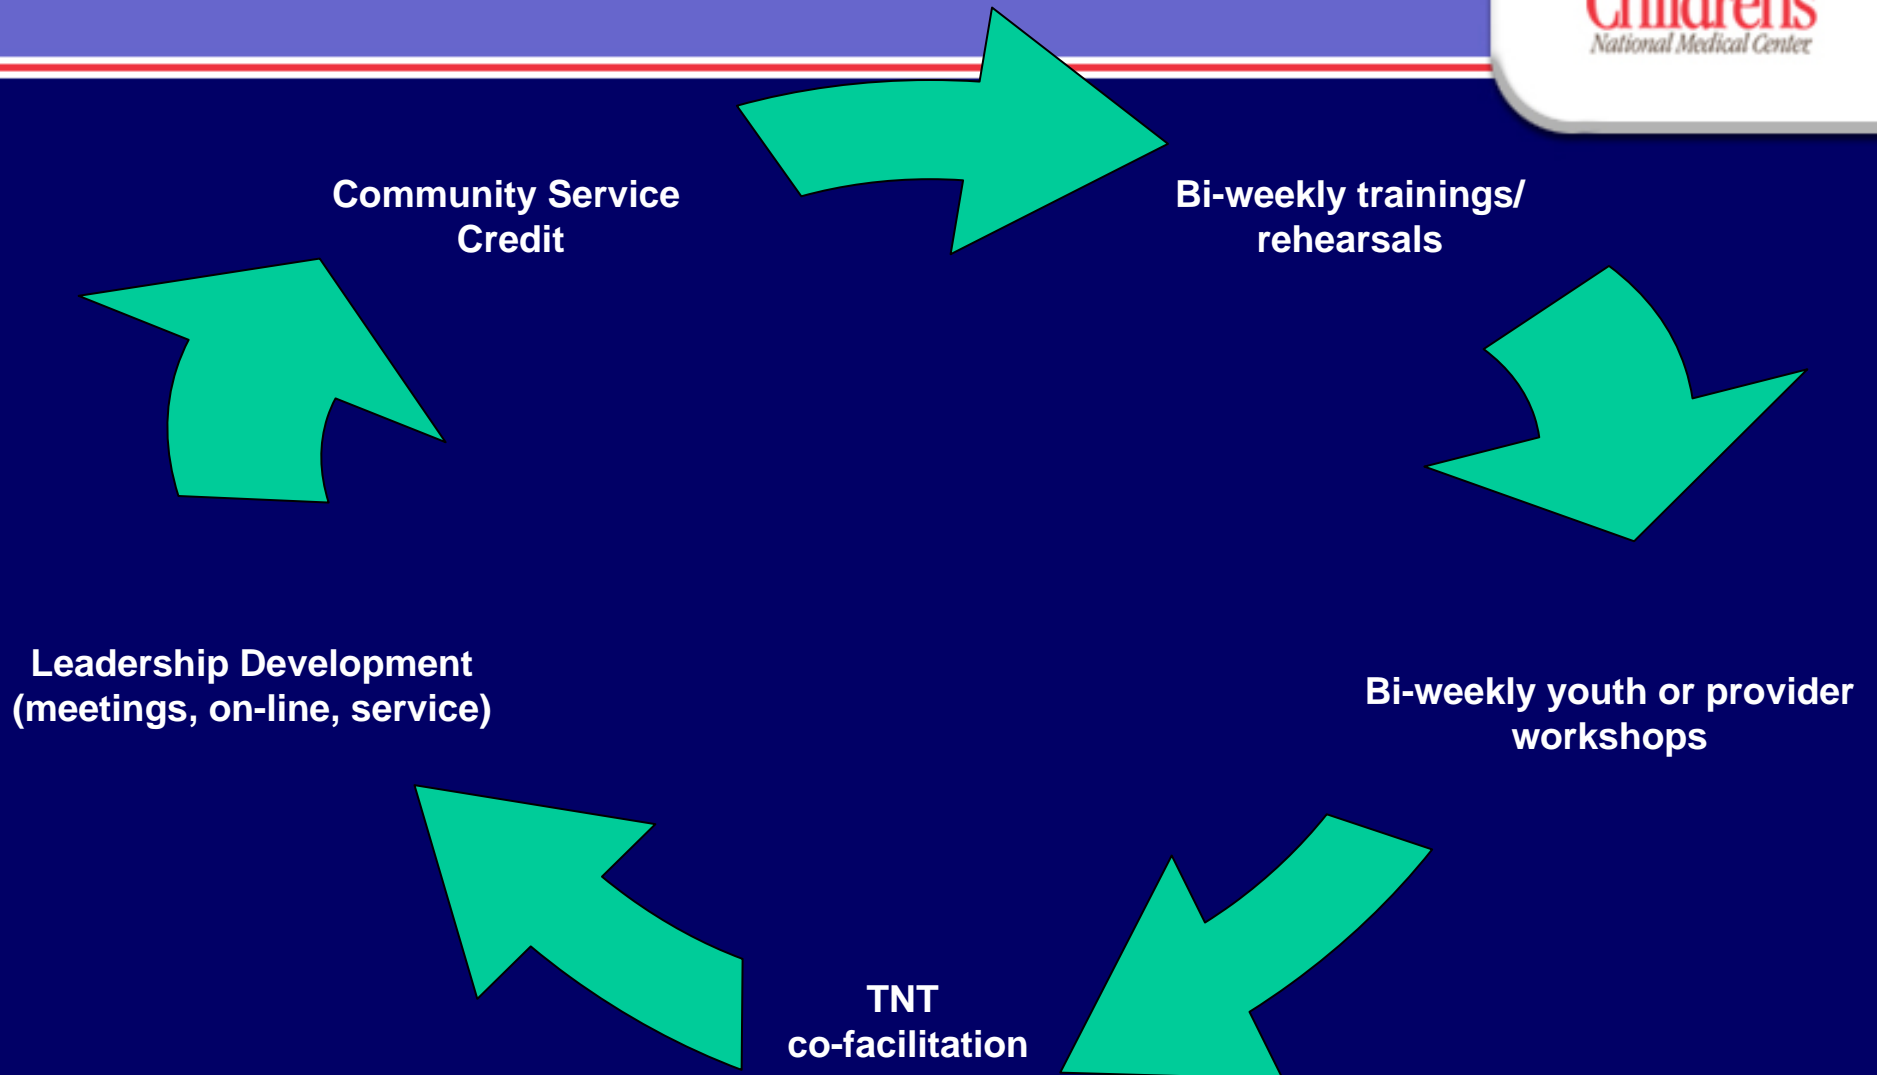 Children's
National Medical Center
Community Service
Credit
Bi-weekly trainings/
rehearsals
Leadership Development
(meetings, on-line, service)
Bi-weekly youth or provider
workshops
TNT
co-facilitation